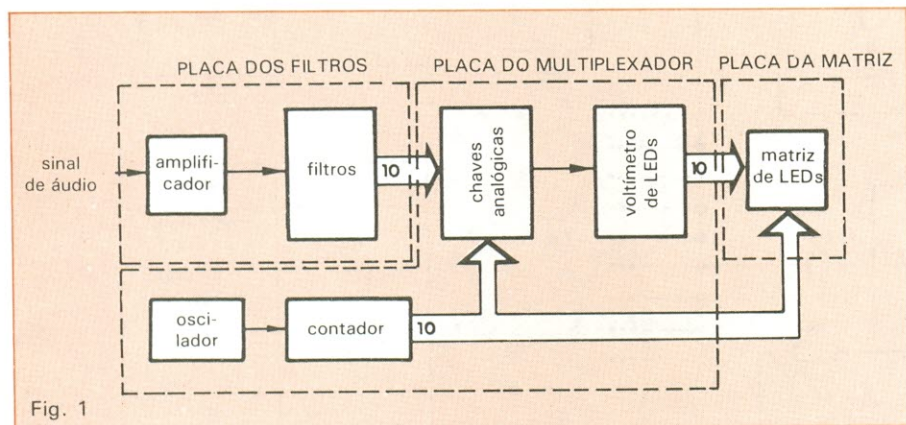 PLACA DOS FILTROS
PLACA DO MULTIPLEXADOR
PLACA DA MATRIZ
sinal
de áudio
amplifi-
cador
filtros
10
chaves
analógicas
voltímetro
de LEDs
10
matriz
de LEDs
osci-
lador
contador
10
Fig. 1